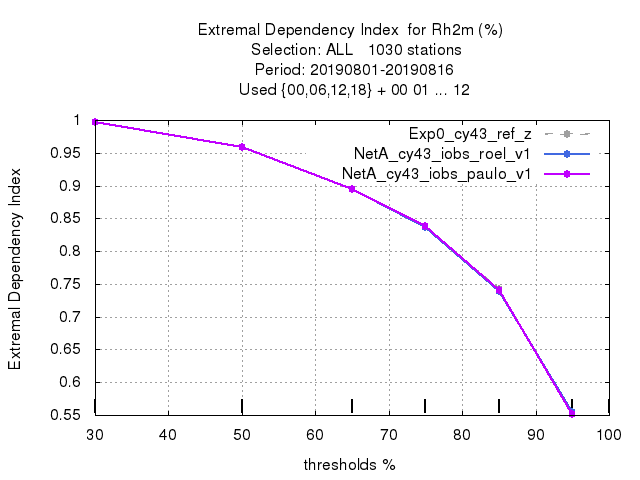 Extremal Dependency Index  for Rh2m (%)
Selection: ALL   1030 stations
Period: 20190801-20190816
Used {00,06,12,18} + 00 01 ... 12
Exp0_cy43_ref_z
NetA_cy43_iobs_roel_v1
NetA_cy43_iobs_paulo_v1
Extremal Dependency Index
1
0.95
0.9
0.85
0.8
0.75
0.7
0.65
0.6
0.55
30 40 50 60 70 80 90 100
thresholds %